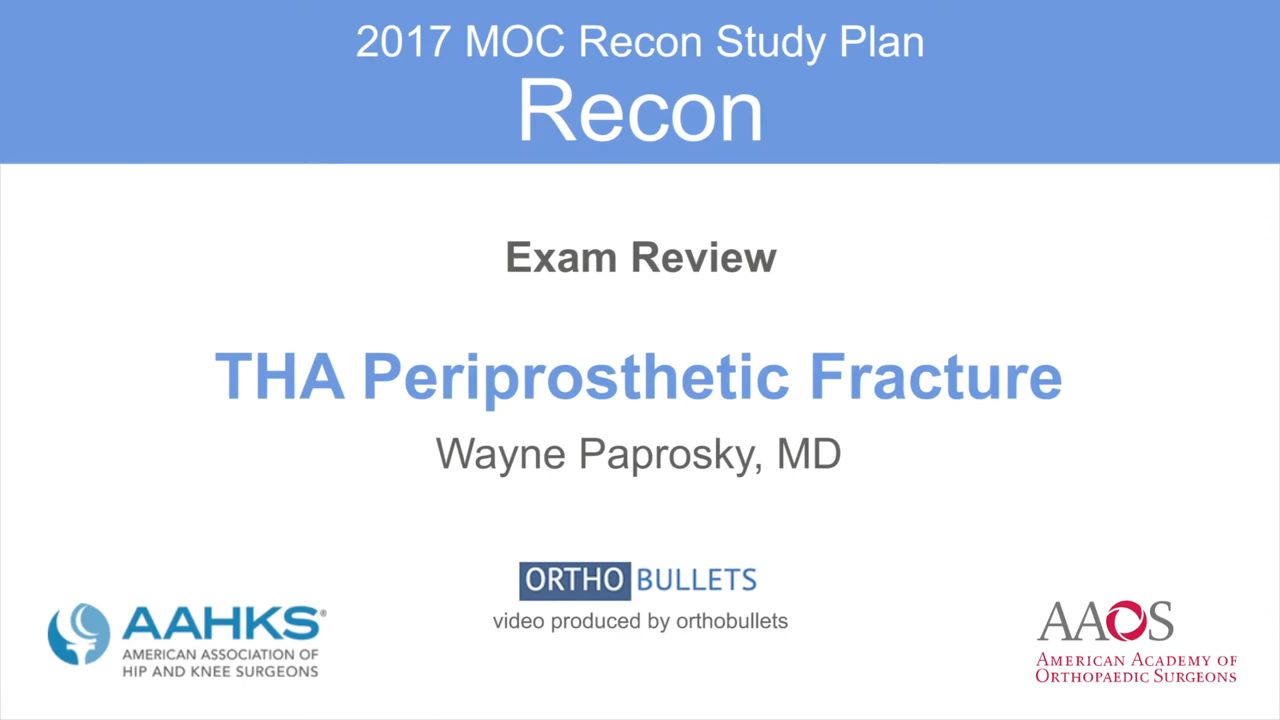 2017 MOC Recon Study Plan
Recon
Exam Review
THA Periprosthetic Fracture
Wayne Paprosky, MD
ORTHO BULLETS
video produced by orthobullets
AAHKS®
AMERICAN ASSOCIATION OF
HIP AND KNEE SURGEONS
AAOS
AMERICAN ACADEMY OF
ORTHOPAEDIC SURGEONS